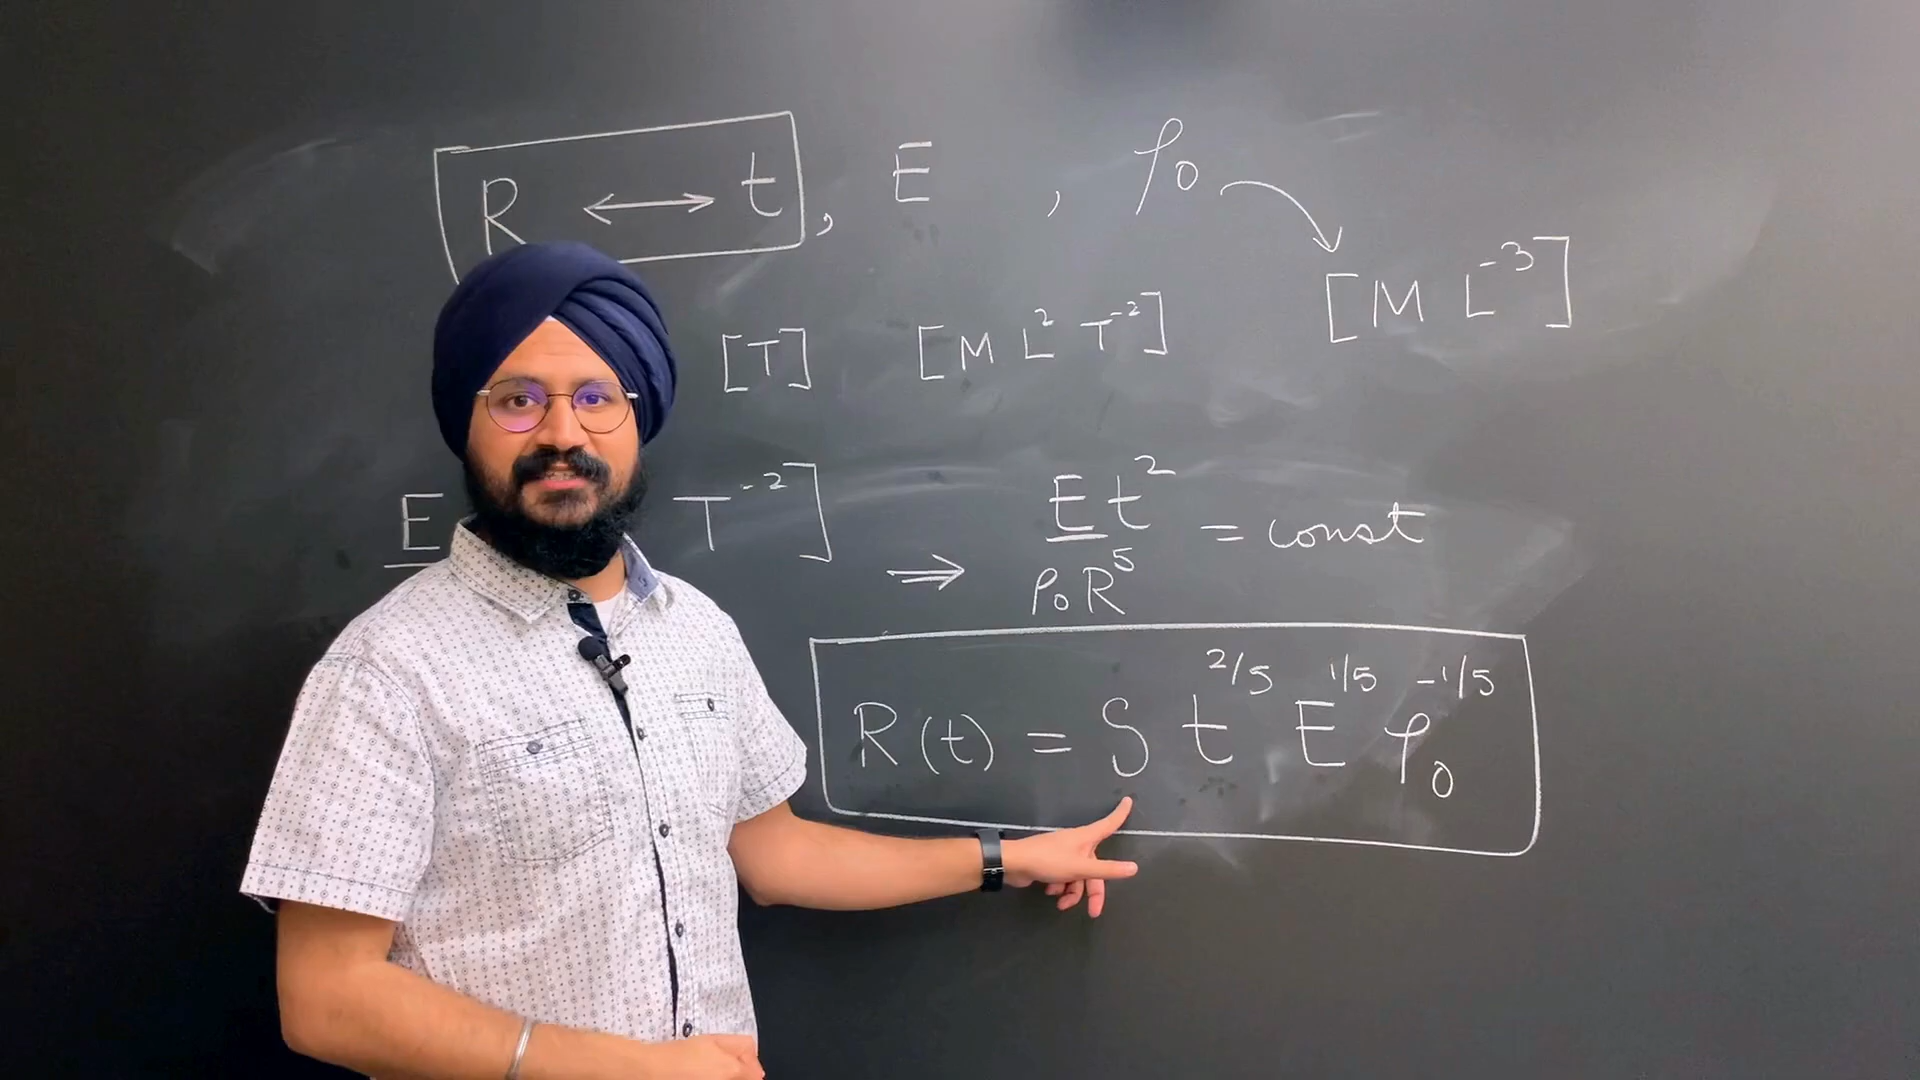 R ⟷ t, E , ρ₀
[M L⁻³]
[T] [M L² T⁻²]
E T⁻²] ⟹ Et²/ρ₀R⁵ = const
R(t) = S t^2/5 E^1/5 ρ₀^-1/5